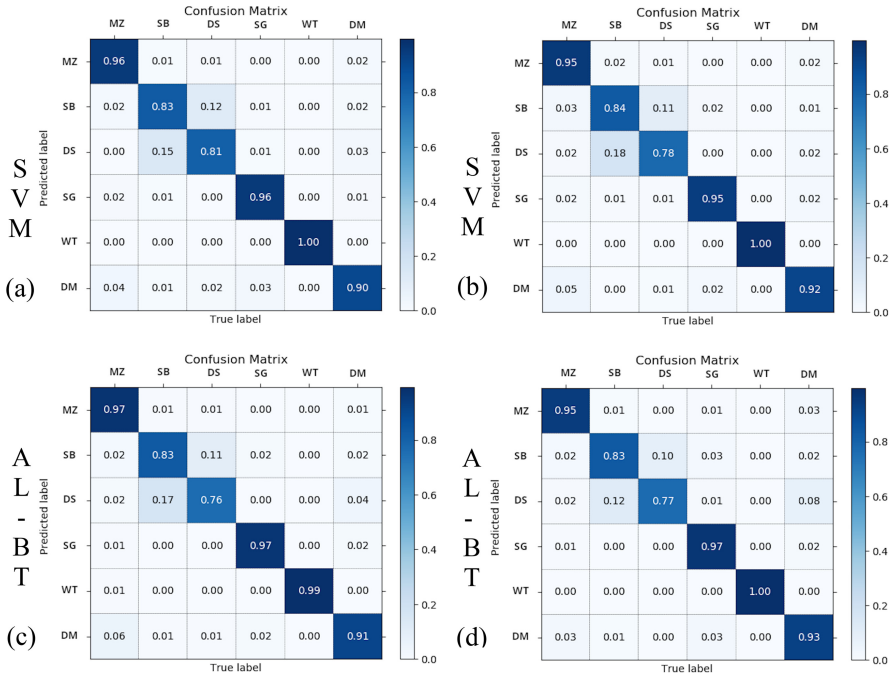 Confusion Matrix
MZ SB DS SG WT DM
MZ 0.96 0.01 0.01 0.00 0.00 0.02
SB 0.02 0.83 0.12 0.01 0.00 0.02
DS 0.00 0.15 0.81 0.01 0.00 0.03
SG 0.02 0.01 0.00 0.96 0.00 0.01
WT 0.00 0.00 0.00 0.00 1.00 0.00
DM 0.04 0.01 0.02 0.03 0.00 0.90
Predicted label
True label
0.8
0.6
0.4
0.2
0.0
SVM
(a)
Confusion Matrix
MZ SB DS SG WT DM
MZ 0.95 0.02 0.01 0.00 0.00 0.02
SB 0.03 0.84 0.11 0.02 0.00 0.01
DS 0.02 0.18 0.78 0.00 0.00 0.02
SG 0.02 0.01 0.01 0.95 0.00 0.02
WT 0.00 0.00 0.00 0.00 1.00 0.00
DM 0.05 0.00 0.01 0.02 0.00 0.92
Predicted label
True label
0.8
0.6
0.4
0.2
0.0
SVM
(b)
Confusion Matrix
MZ SB DS SG WT DM
MZ 0.97 0.01 0.01 0.00 0.00 0.01
SB 0.02 0.83 0.11 0.02 0.00 0.02
DS 0.02 0.17 0.76 0.00 0.00 0.04
SG 0.01 0.00 0.00 0.97 0.00 0.02
WT 0.01 0.00 0.00 0.00 0.99 0.00
DM 0.06 0.01 0.01 0.02 0.00 0.91
Predicted label
True label
0.8
0.6
0.4
0.2
0.0
AL-BT
(c)
Confusion Matrix
MZ SB DS SG WT DM
MZ 0.95 0.01 0.00 0.01 0.00 0.03
SB 0.02 0.83 0.10 0.03 0.00 0.02
DS 0.02 0.12 0.77 0.01 0.00 0.08
SG 0.01 0.00 0.00 0.97 0.00 0.02
WT 0.00 0.00 0.00 0.00 1.00 0.00
DM 0.03 0.01 0.00 0.03 0.00 0.93
Predicted label
True label
0.8
0.6
0.4
0.2
0.0
AL-BT
(d)